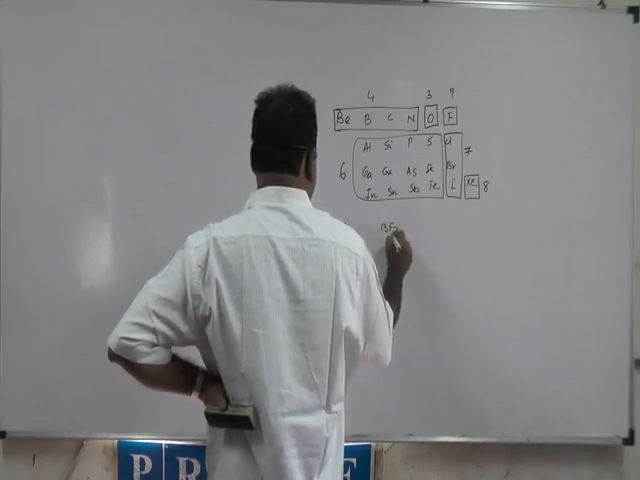 4 3 9
Be B C N O F
Al Si P S Cl 7
6 Ga Ge As Se Br
In Sn Sb Te I Xe 8
BF3
P R E